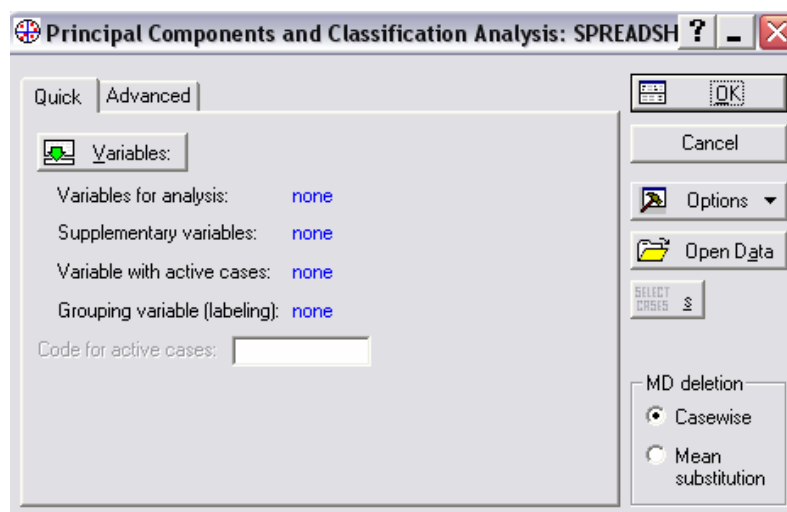 Principal Components and Classification Analysis: SPREADSH ?
Quick Advanced
OK
Variables:
Cancel
Variables for analysis: none
Options
Supplementary variables: none
Open Data
Variable with active cases: none
SELECT CASES S
Grouping variable (labeling): none
Code for active cases:
MD deletion
Casewise
Mean
substitution